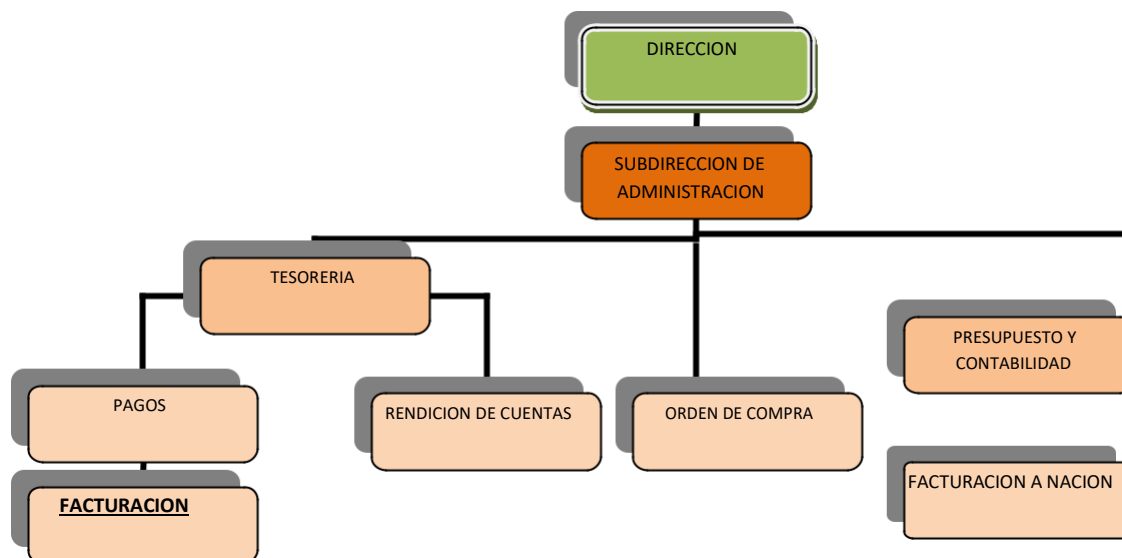 DIRECCION
SUBDIRECCION DE
ADMINISTRACION
TESORERIA
PRESUPUESTO Y
CONTABILIDAD
PAGOS
RENDICION DE CUENTAS
ORDEN DE COMPRA
FACTURACION
FACTURACION A NACION